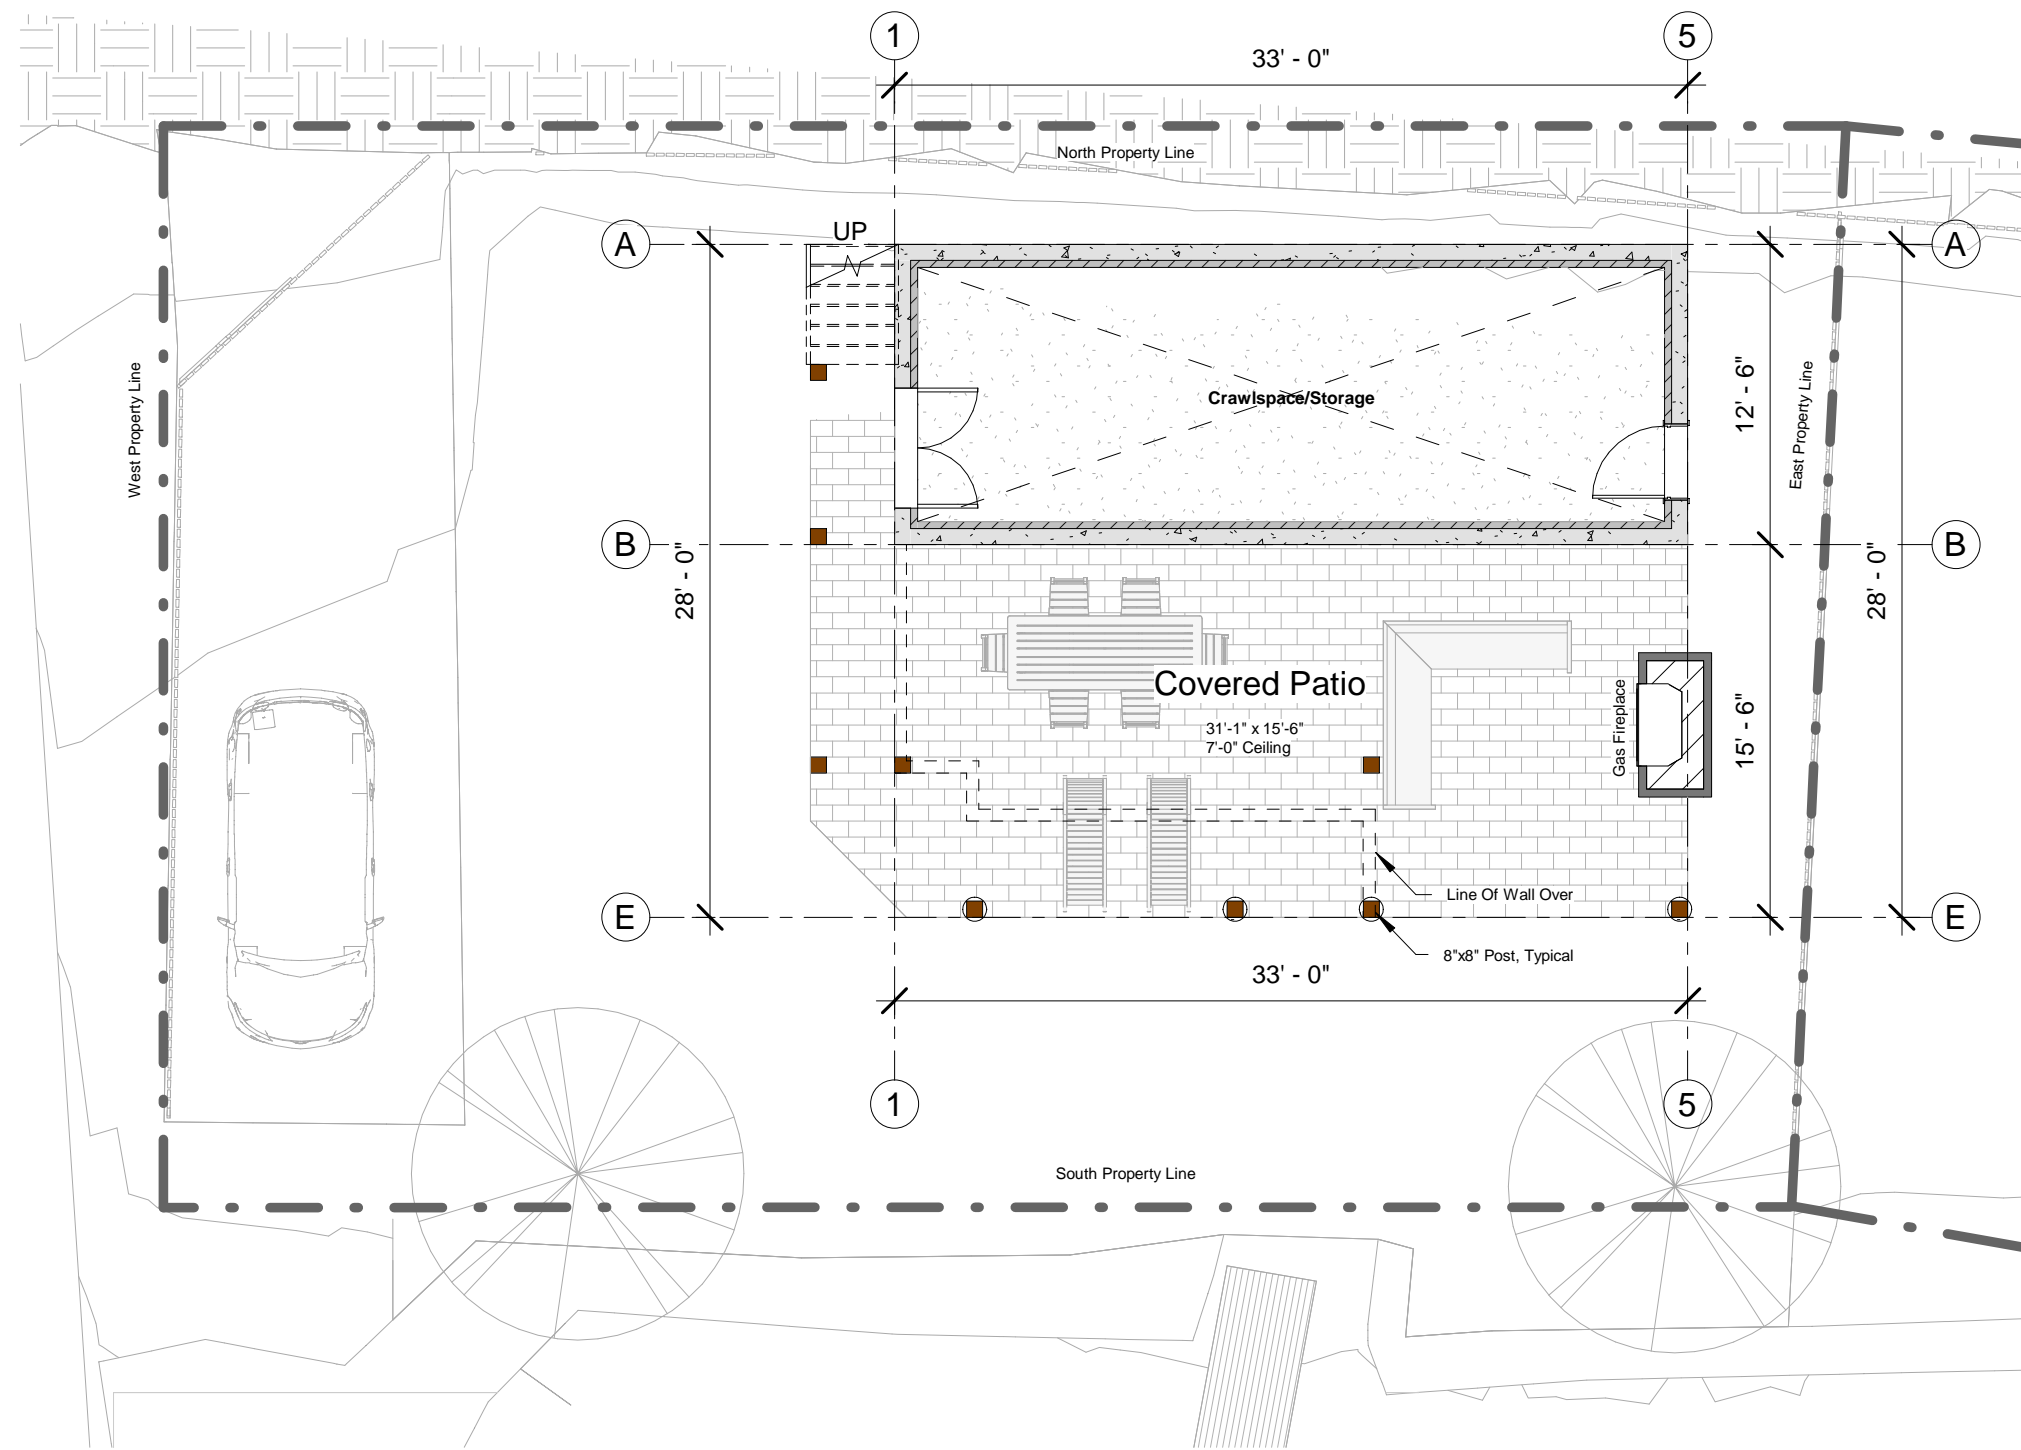 1
5
33' - 0"
North Property Line
A
UP
A
West Property Line
East Property Line
12' - 6"
Crawlspace/Storage
B
B
28' - 0"
28' - 0"
Covered Patio
31'-1" x 15'-6"
7'-0" Ceiling
Gas Fireplace
15' - 6"
Line Of Wall Over
E
E
8"x8" Post, Typical
33' - 0"
1
5
South Property Line